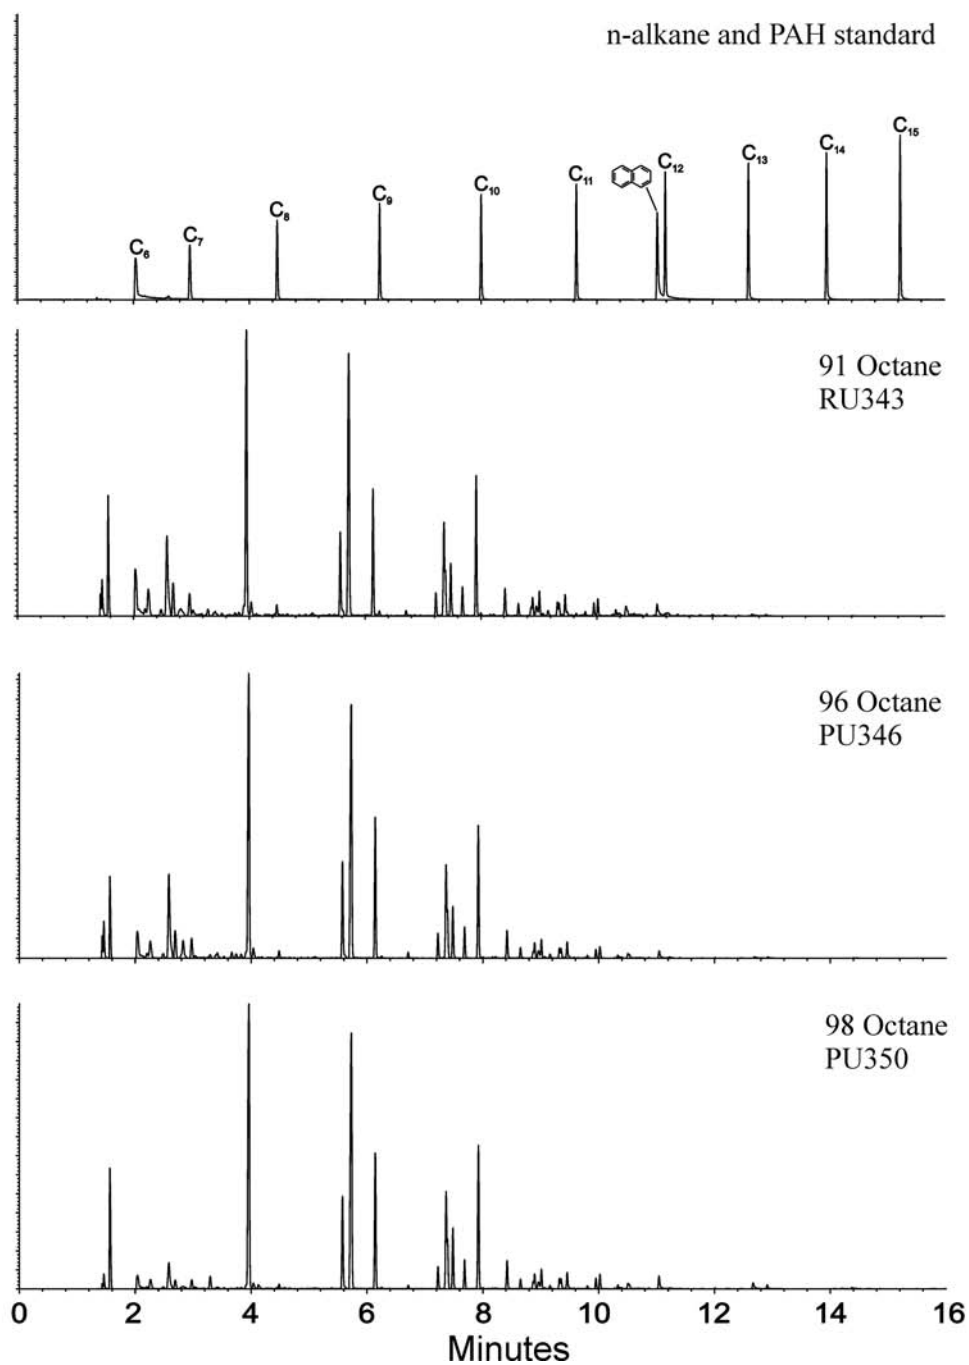 n-alkane and PAH standard
C₆
C₇
C₈
C₉
C₁₀
C₁₁
C₁₂
C₁₃
C₁₄
C₁₅
91 Octane
RU343
96 Octane
PU346
98 Octane
PU350
0 2 4 6 8 10 12 14 16
Minutes